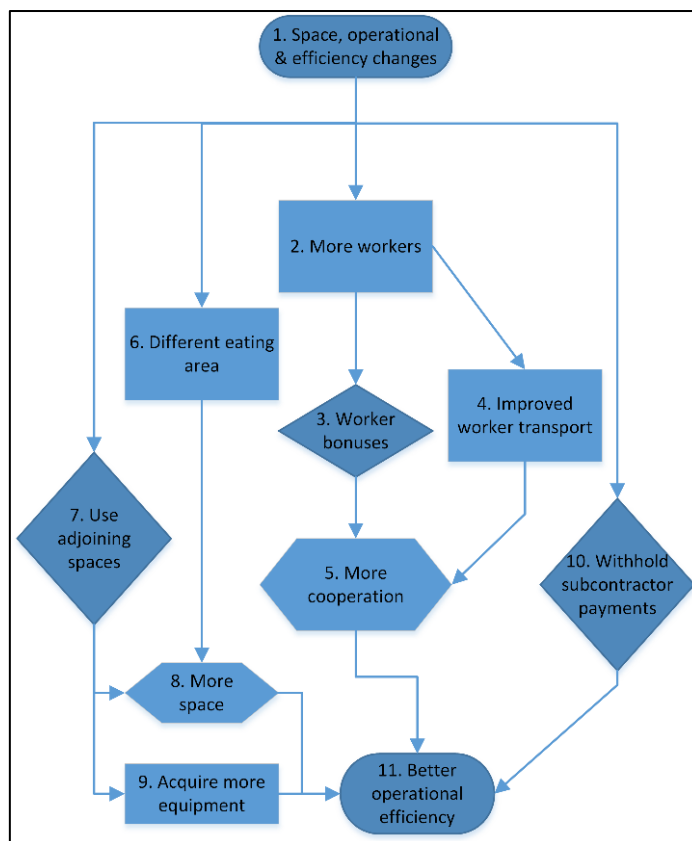 1. Space, operational
& efficiency changes
2. More workers
6. Different eating
area
3. Worker
bonuses
4. Improved
worker transport
7. Use
adjoining
spaces
5. More
cooperation
10. Withhold
subcontractor
payments
8. More
space
9. Acquire more
equipment
11. Better
operational
efficiency